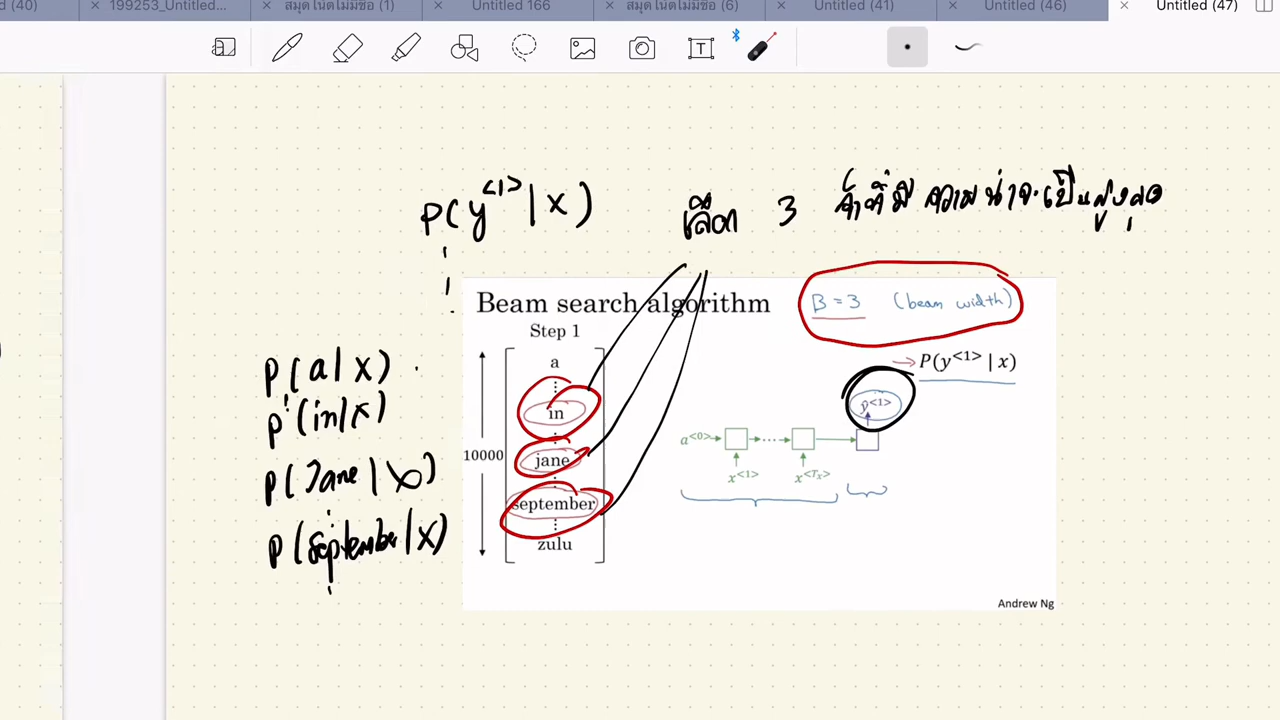 (40)
199253_Untitled...
สมุดโน้ตไม่มีชื่อ (1)
Untitled 166
สมุดโน้ตไม่มีชื่อ (6)
Untitled (41)
Untitled (46)
Untitled (47)
P(y<1>|x)
เลือก 3 คำที่มีความน่าจะเป็นสูงสุด
Beam search algorithm
B = 3 (beam width)
Step 1
P(y<1> | x)
a
P(a|x)
in
P(in|x)
ŷ<1>
a<0>
10000
jane
P(Jane|x)
x<1>
x<Tx>
september
P(september|x)
zulu
Andrew Ng